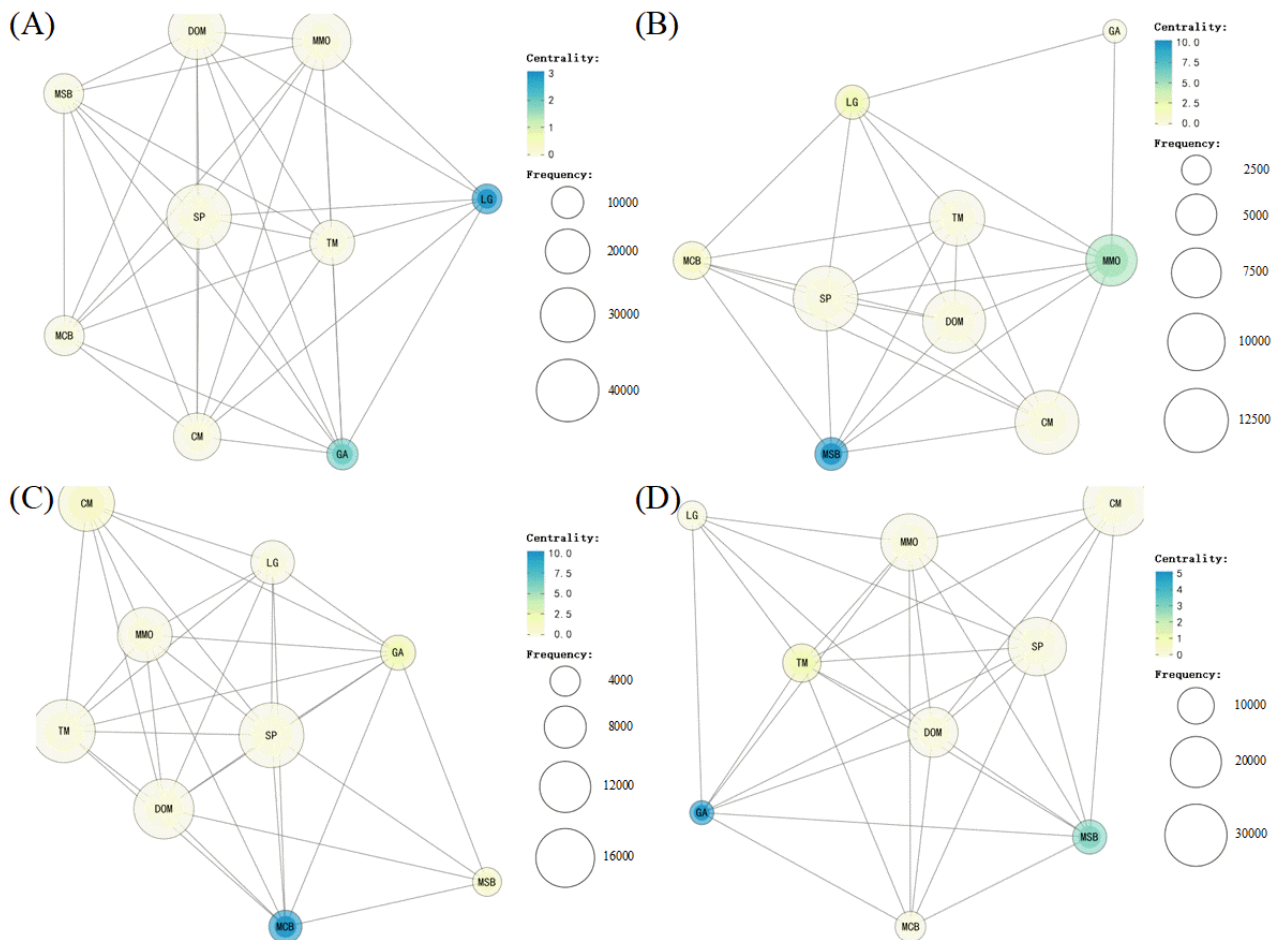 (A)
DOM
MMO
MSB
LG
SP
TM
MCB
CM
GA
Centrality:
3
2
1
0
Frequency:
10000
20000
30000
40000
(B)
GA
LG
TM
MCB
MMO
SP
DOM
CM
MSB
Centrality:
10.0
7.5
5.0
2.5
0.0
Frequency:
2500
5000
7500
10000
12500
(C)
CM
LG
MMO
GA
TM
SP
DOM
MSB
MCB
Centrality:
10.0
7.5
5.0
2.5
0.0
Frequency:
4000
8000
12000
16000
(D)
CM
LG
MMO
SP
TM
DOM
GA
MSB
MCB
Centrality:
5
4
3
2
1
0
Frequency:
10000
20000
30000